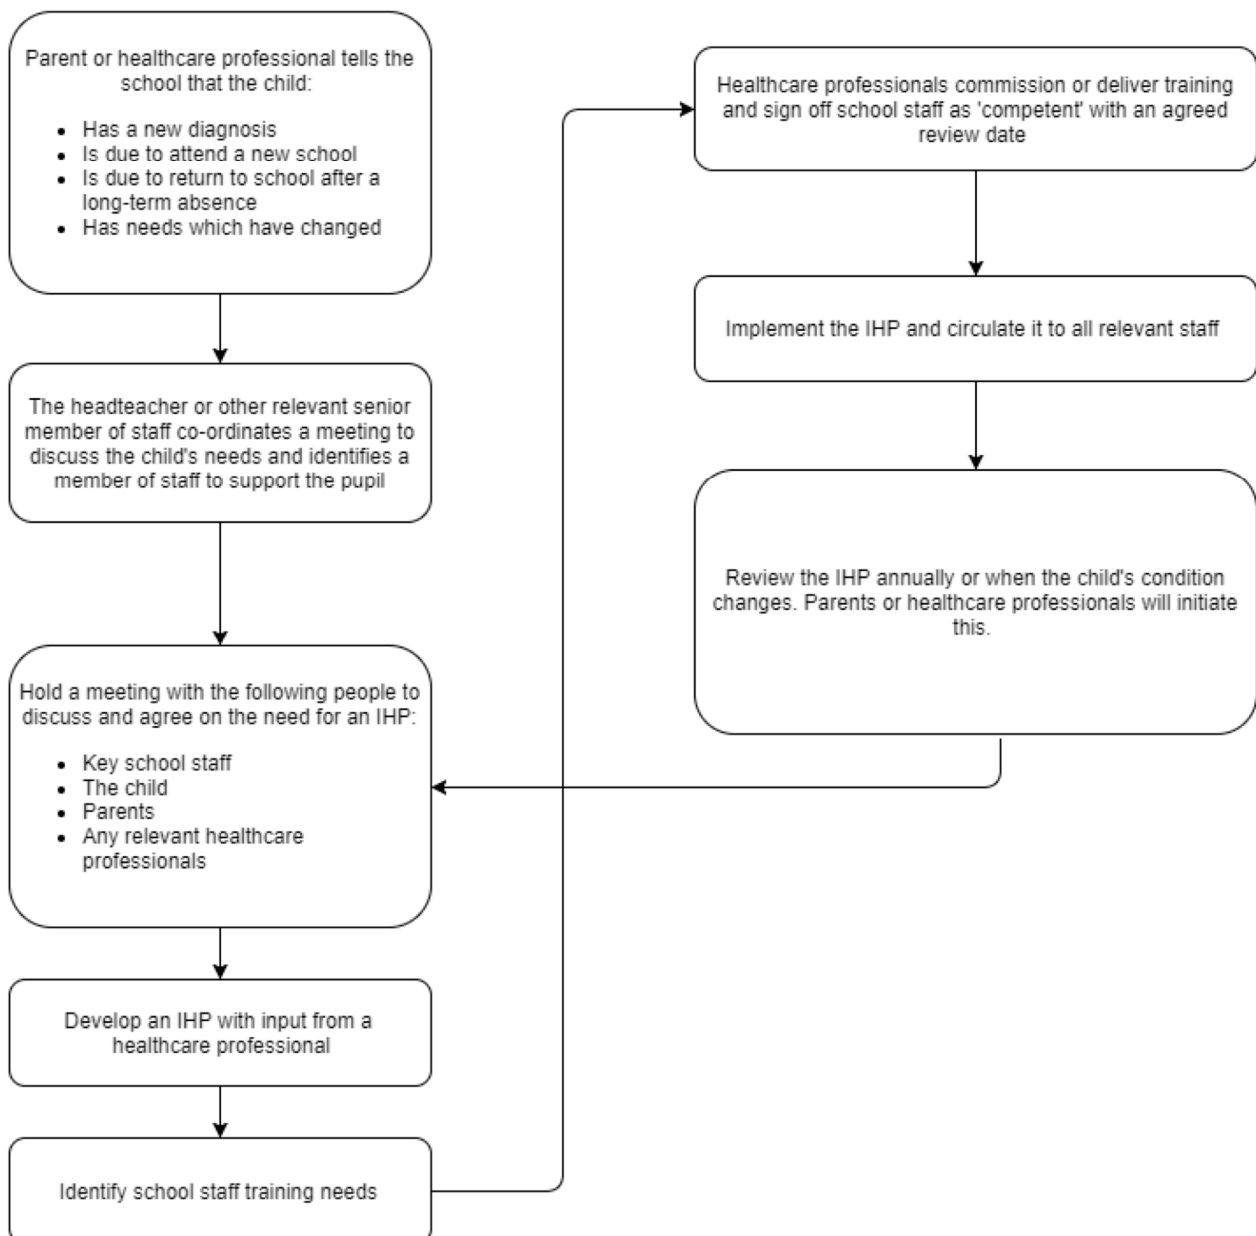 Parent or healthcare professional tells the
school that the child:
• Has a new diagnosis
• Is due to attend a new school
• Is due to return to school after a
long-term absence
• Has needs which have changed
The headteacher or other relevant senior
member of staff co-ordinates a meeting to
discuss the child's needs and identifies a
member of staff to support the pupil
Hold a meeting with the following people to
discuss and agree on the need for an IHP:
• Key school staff
• The child
• Parents
• Any relevant healthcare
professionals
Develop an IHP with input from a
healthcare professional
Identify school staff training needs
Healthcare professionals commission or deliver training
and sign off school staff as 'competent' with an agreed
review date
Implement the IHP and circulate it to all relevant staff
Review the IHP annually or when the child's condition
changes. Parents or healthcare professionals will initiate
this.